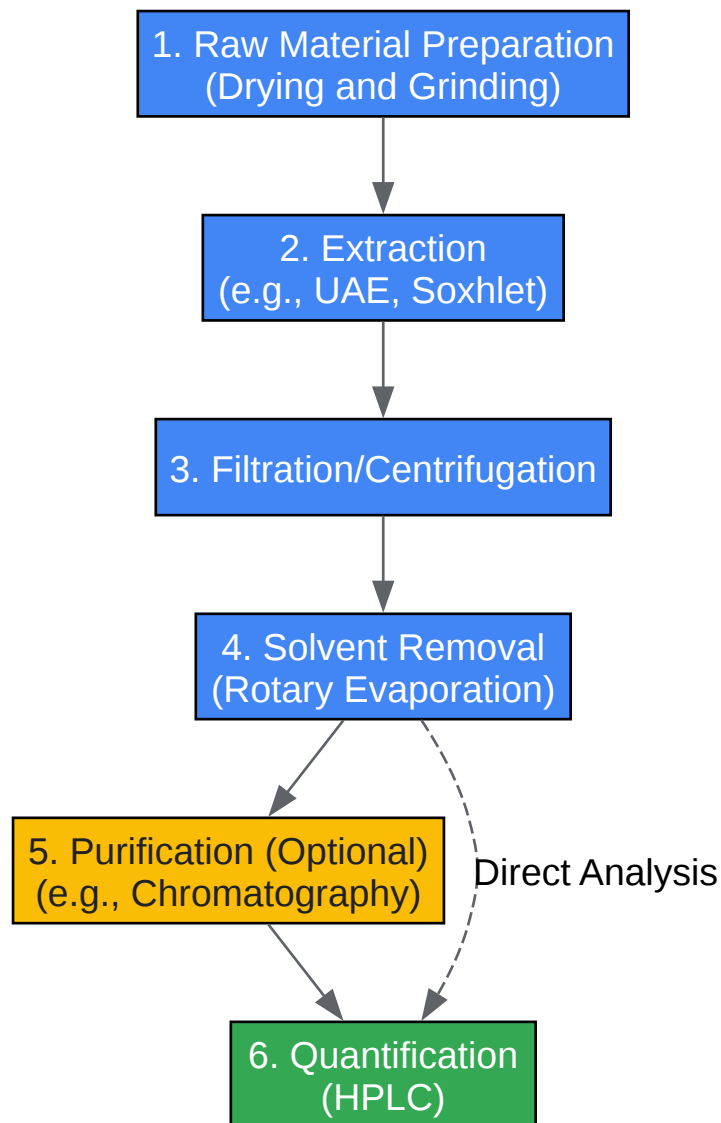 1. Raw Material Preparation
(Drying and Grinding)
2. Extraction
(e.g., UAE, Soxhlet)
3. Filtration/Centrifugation
4. Solvent Removal
(Rotary Evaporation)
5. Purification (Optional)
(e.g., Chromatography)
Direct Analysis
6. Quantification
(HPLC)